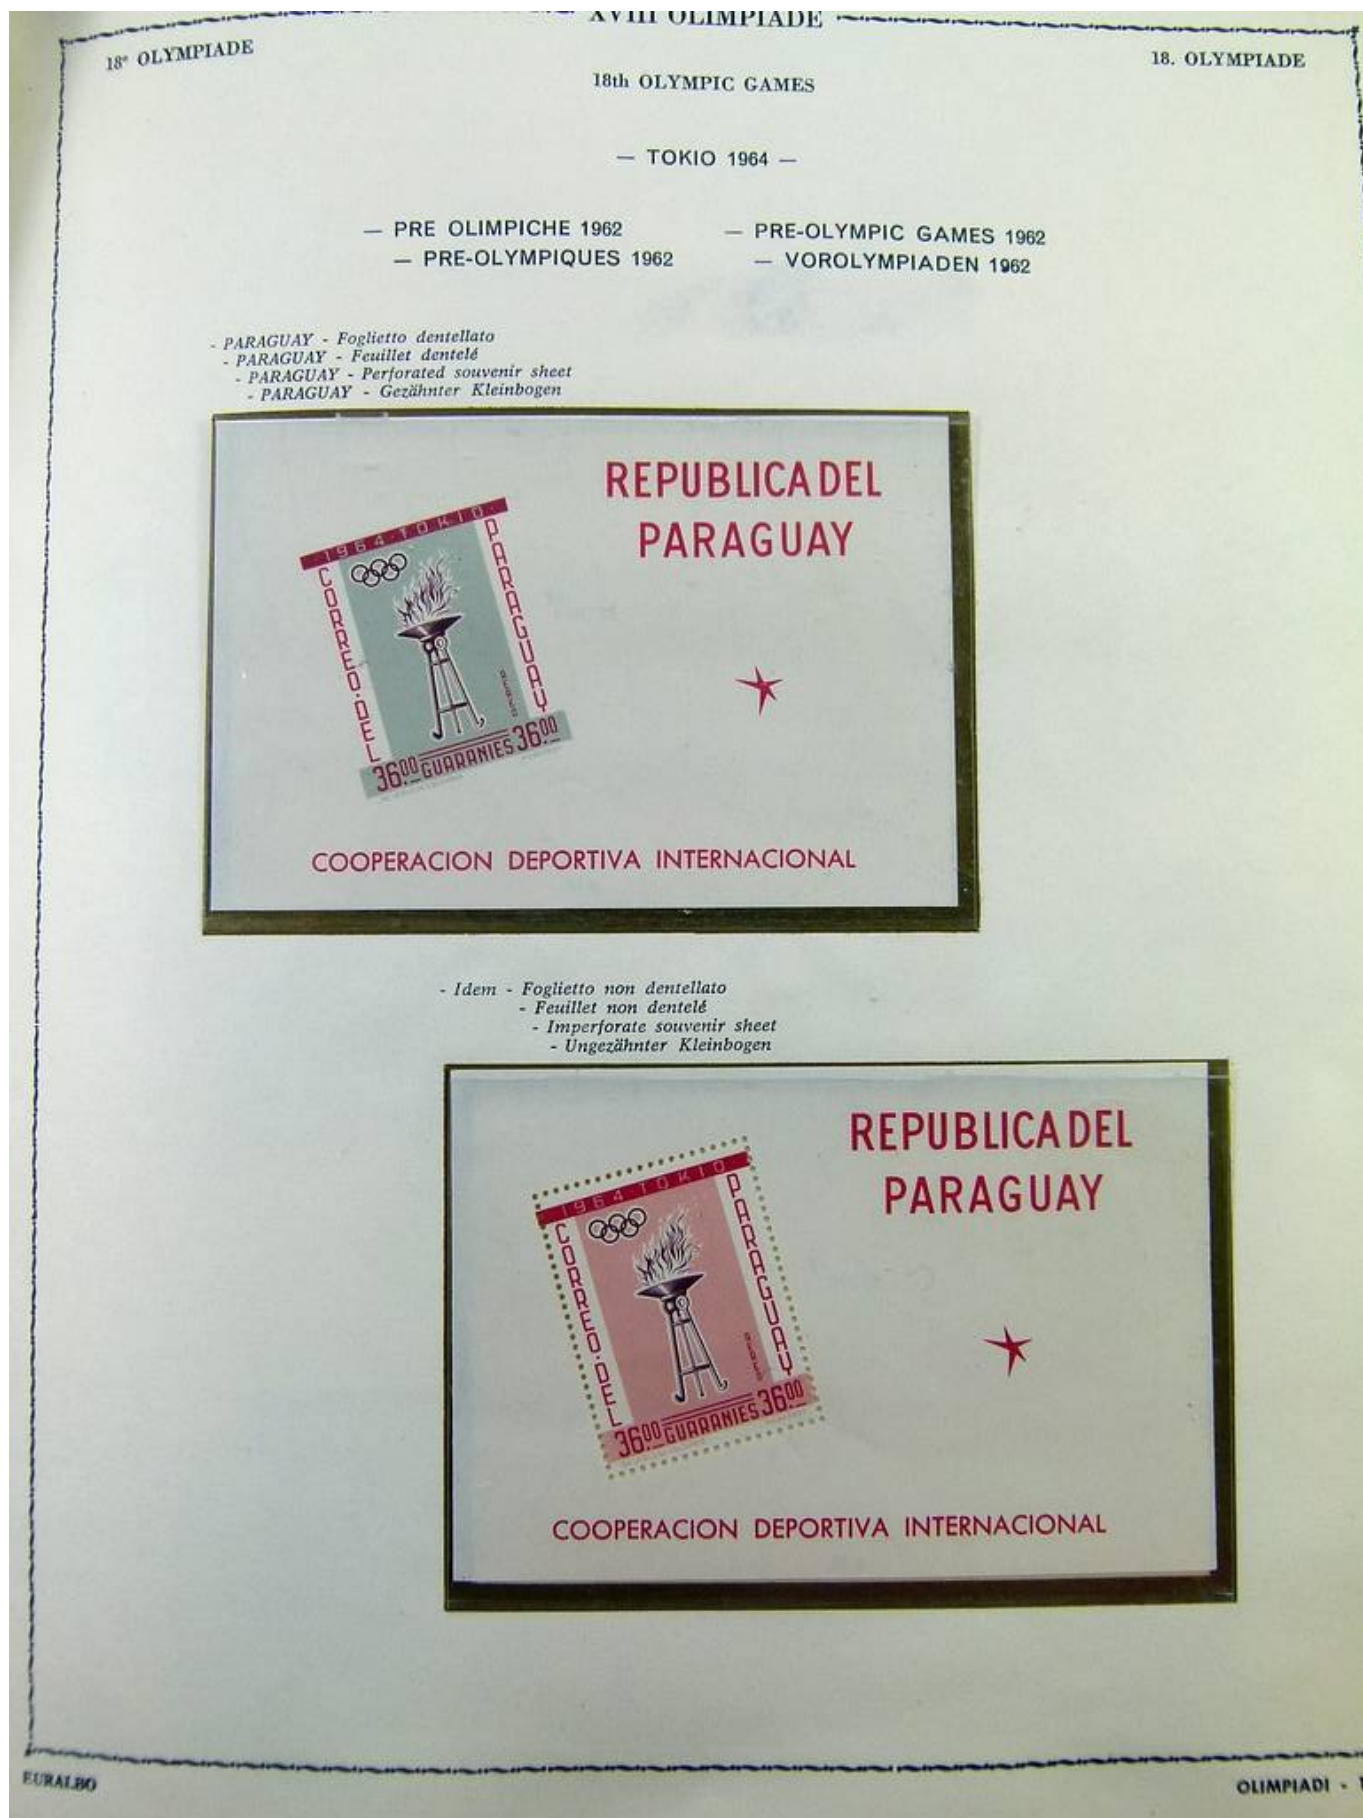 XVIII OLIMPIADE
18e OLYMPIADE
18. OLYMPIADE
18th OLYMPIC GAMES
— TOKIO 1964 —
— PRE OLIMPICHE 1962
— PRE-OLYMPIC GAMES 1962
— PRE-OLYMPIQUES 1962
— VOROLYMPIADEN 1962
- PARAGUAY - Foglietto dentellato
- PARAGUAY - Feuillet dentelé
- PARAGUAY - Perforated souvenir sheet
- PARAGUAY - Gezähnter Kleinbogen
REPUBLICA DEL
PARAGUAY
1964·TOKIO·
CORREO·DEL
PARAGUAY
36.00 GUARANIES 36.00
COOPERACION DEPORTIVA INTERNACIONAL
- Idem - Foglietto non dentellato
- Feuillet non dentelé
- Imperforate souvenir sheet
- Ungezähnter Kleinbogen
REPUBLICA DEL
PARAGUAY
1964 TOKIO
CORREO·DEL
PARAGUAY
36.00 GUARANIES 36.00
COOPERACION DEPORTIVA INTERNACIONAL
EURALBO
OLIMPIADI -